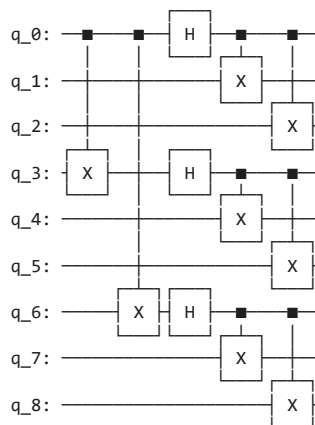 q_0: H
q_1: X
q_2: X
q_3: X H
q_4: X
q_5: X
q_6: X H
q_7: X
q_8: X